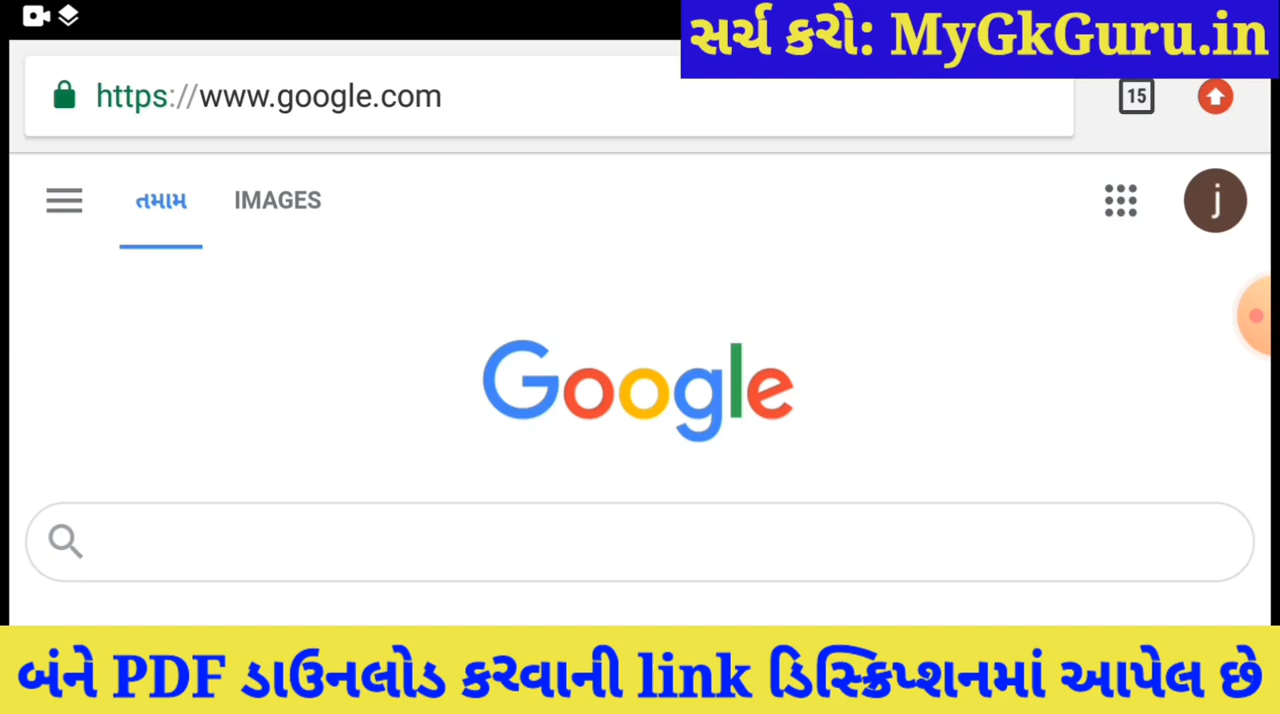 સર્ચ કરો: MyGkGuru.in
https://www.google.com
15
તમામ IMAGES
j
Google
બંને PDF ડાઉનલોડ કરવાની link ડિસ્ક્રિપ્શનમાં આપેલ છે